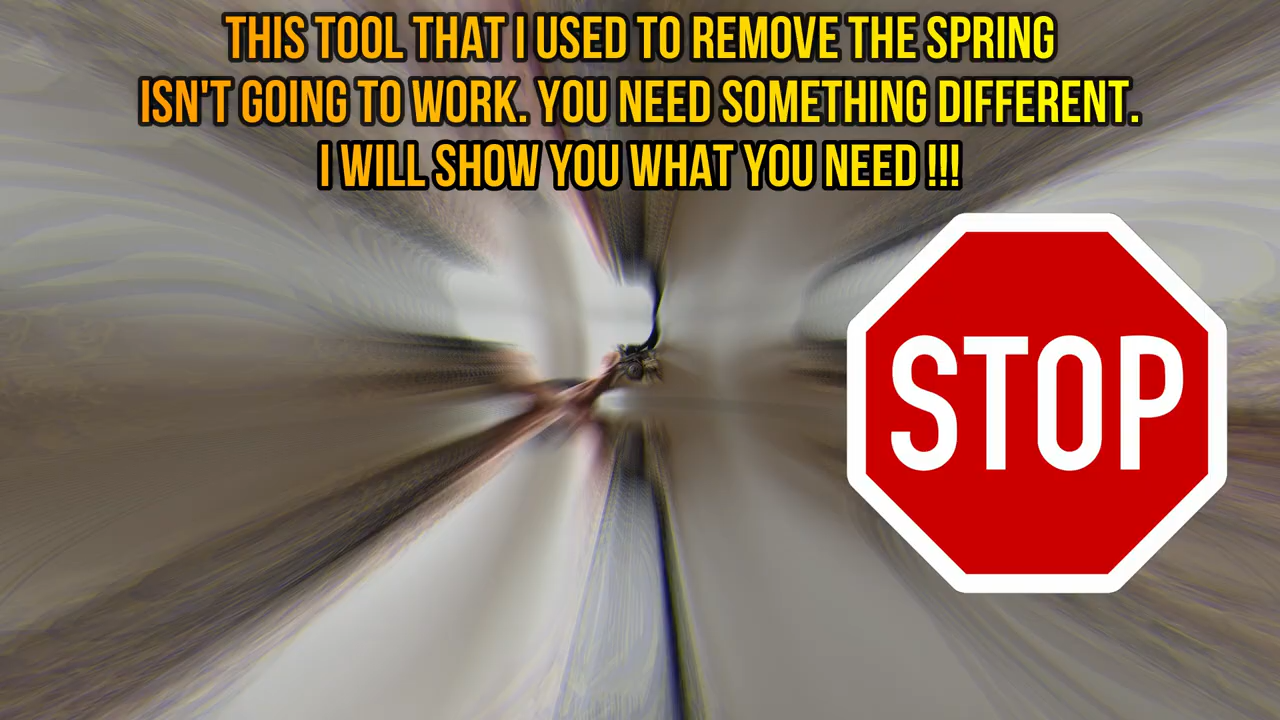 THIS TOOL THAT I USED TO REMOVE THE SPRING
ISN'T GOING TO WORK. YOU NEED SOMETHING DIFFERENT.
I WILL SHOW YOU WHAT YOU NEED !!!
STOP